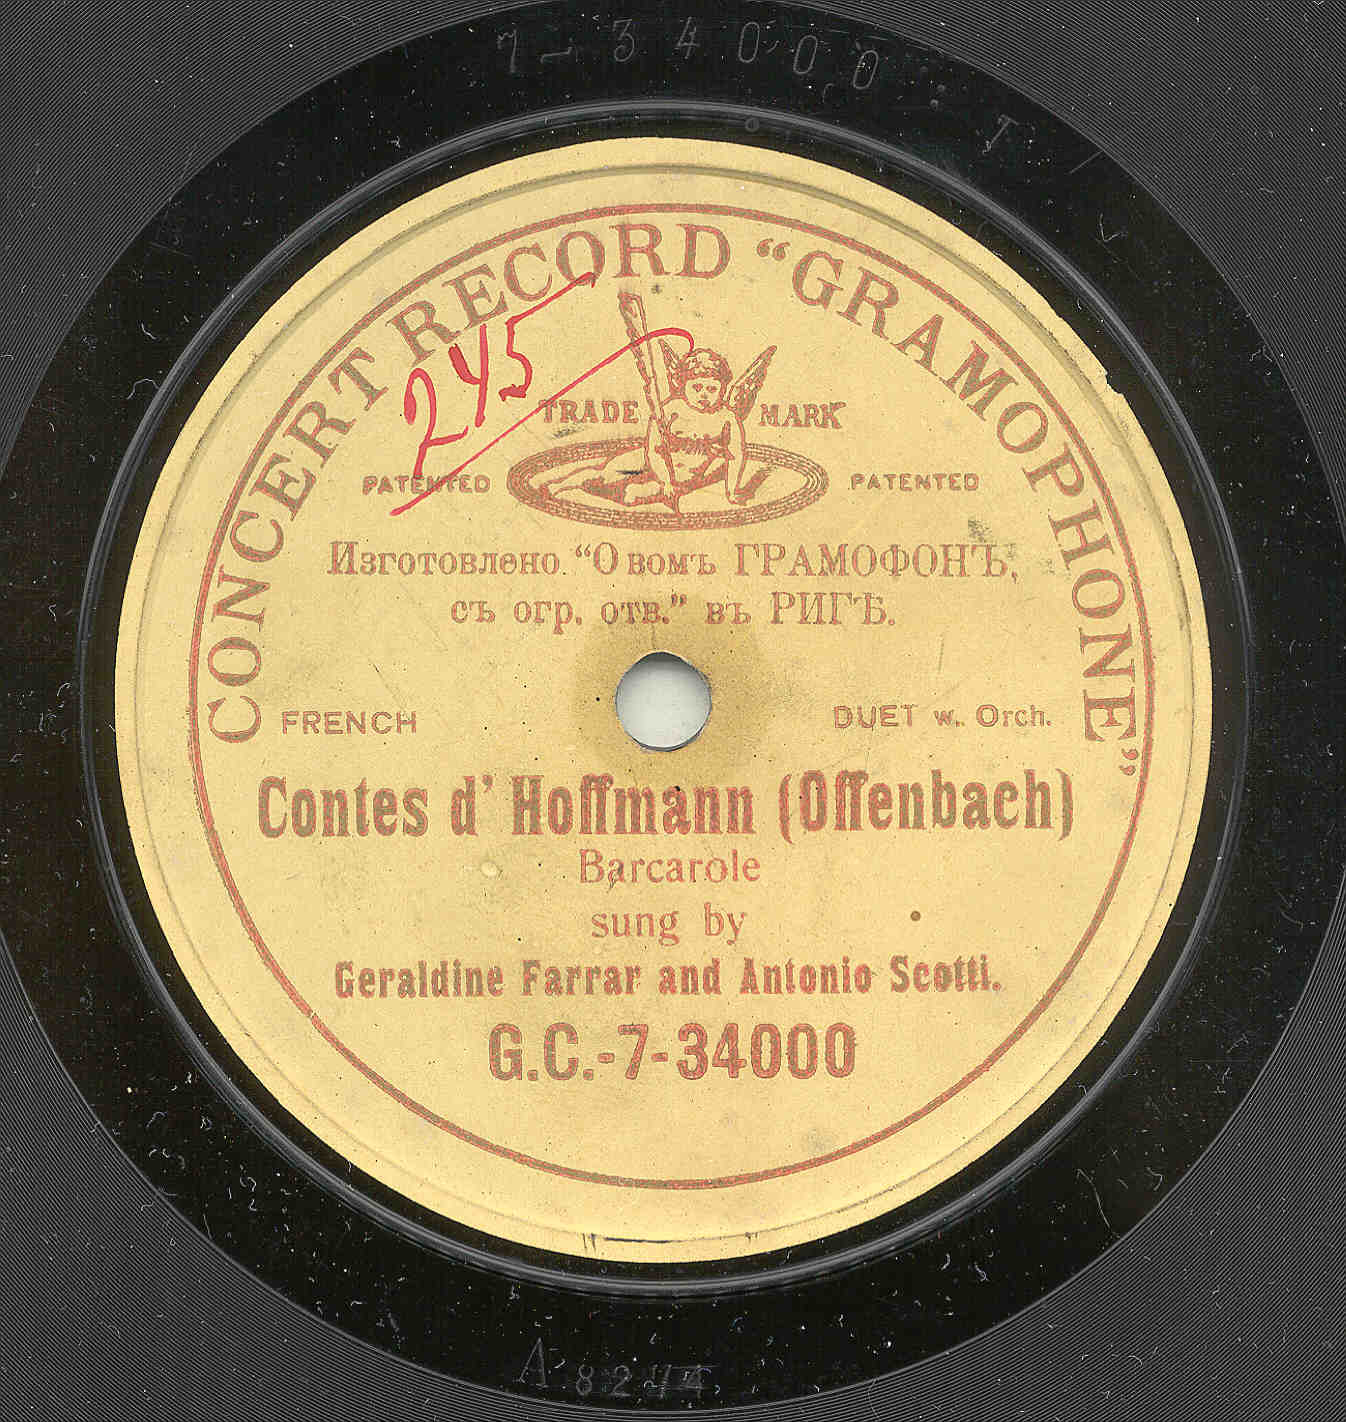 7-34000
T
CONCERT RECORD “GRAMOPHONE”
245
TRADE MARK
PATENTED PATENTED
Изготовлено. “О вомъ ГРАМОФОНЪ,
съ огр. отв.” въ РИГѢ.
FRENCH DUET w. Orch.
Contes d' Hoffmann (Offenbach)
Barcarole
sung by
Geraldine Farrar and Antonio Scotti.
G.C.-7-34000
A 8274